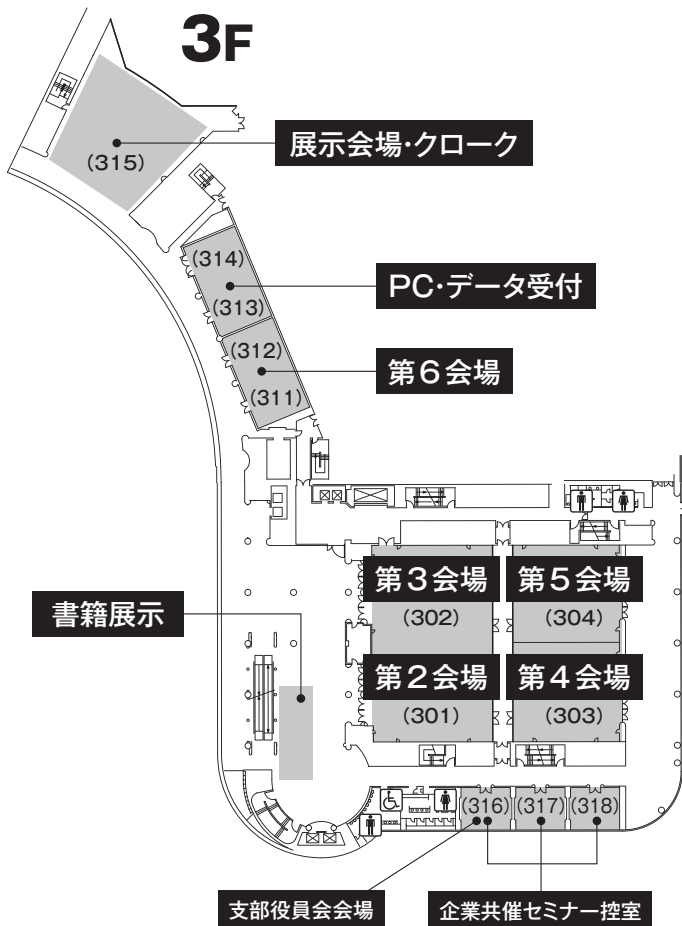 3F
展示会場・クローク
(315)
(314)
PC・データ受付
(313)
(312)
第6会場
(311)
第3会場
第5会場
(302)
(304)
書籍展示
第2会場
第4会場
(301)
(303)
(316)
(317)
(318)
支部役員会会場
企業共催セミナー控室